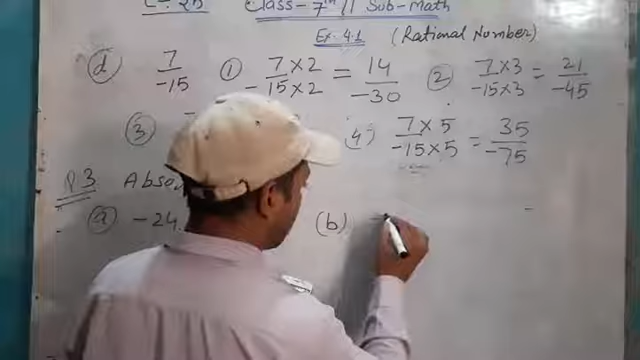 Class - 7th // Sub - Math
Ex - 4.1 (Rational Number)
(d) 7/-15 (1) 7×2/-15×2 = 14/-30 (2) 7×3/-15×3 = 21/-45
(3) (4) 7×5/-15×5 = 35/-75
Q3
(a) -24 (b)